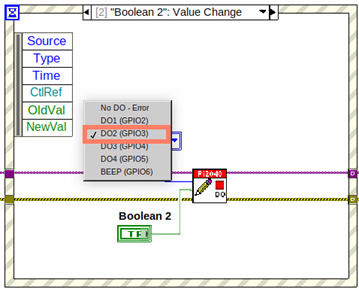 [2] "Boolean 2": Value Change
Source
Type
Time
CtlRef
OldVal
NewVal
No DO - Error
DO1 (GPIO2)
DO2 (GPIO3)
DO3 (GPIO4)
DO4 (GPIO5)
BEEP (GPIO6)
DO
Boolean 2